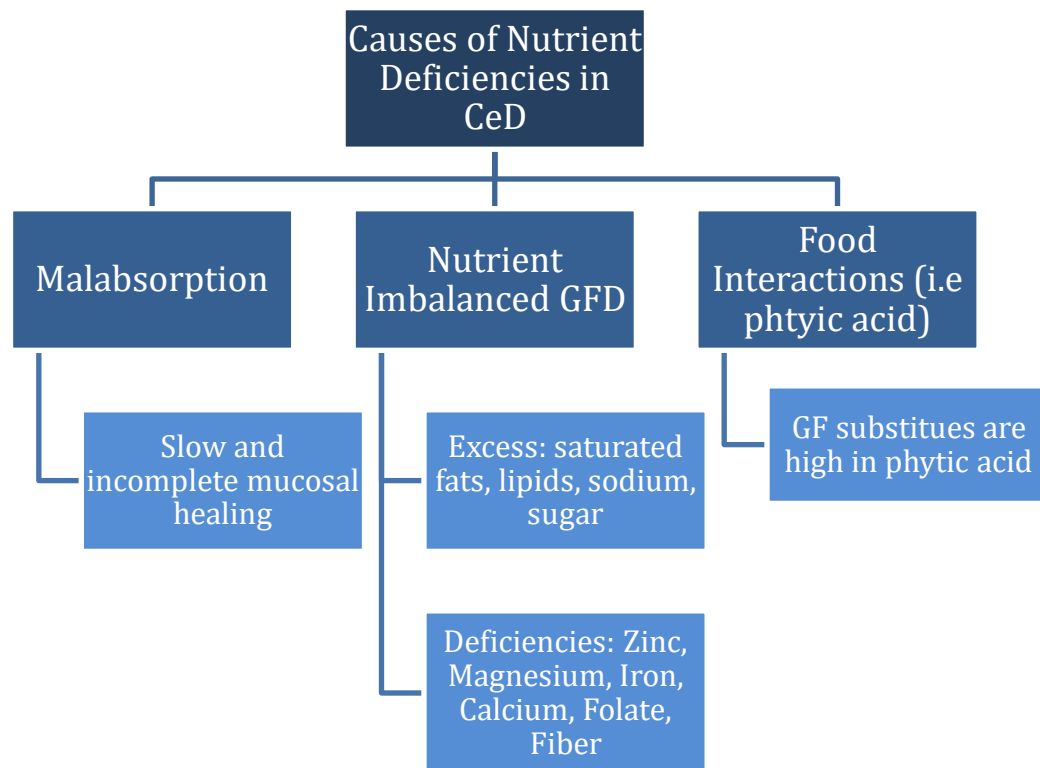 Causes of Nutrient
Deficiencies in
CeD
Malabsorption
Slow and
incomplete mucosal
healing
Nutrient
Imbalanced GFD
Excess: saturated
fats, lipids, sodium,
sugar
Deficiencies: Zinc,
Magnesium, Iron,
Calcium, Folate,
Fiber
Food
Interactions (i.e
phtyic acid)
GF substitues are
high in phytic acid